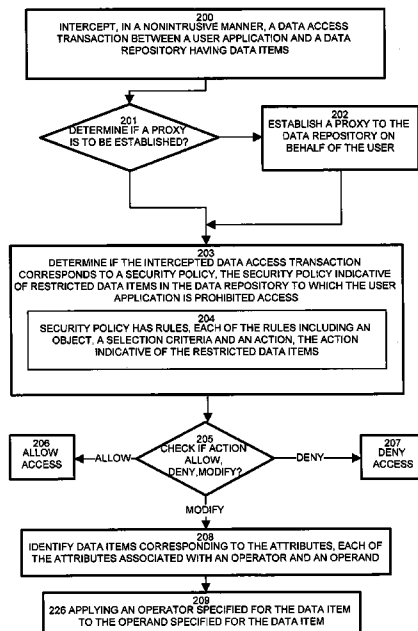 200
INTERCEPT, IN A NONINTRUSIVE MANNER, A DATA ACCESS
TRANSACTION BETWEEN A USER APPLICATION AND A DATA
REPOSITORY HAVING DATA ITEMS
201
DETERMINE IF A PROXY
IS TO BE ESTABLISHED?
202
ESTABLISH A PROXY TO THE
DATA REPOSITORY ON
BEHALF OF THE USER
203
DETERMINE IF THE INTERCEPTED DATA ACCESS TRANSACTION
CORRESPONDS TO A SECURITY POLICY, THE SECURITY POLICY INDICATIVE
OF RESTRICTED DATA ITEMS IN THE DATA REPOSITORY TO WHICH THE USER
APPLICATION IS PROHIBITED ACCESS
204
SECURITY POLICY HAS RULES, EACH OF THE RULES INCLUDING AN
OBJECT, A SELECTION CRITERIA AND AN ACTION, THE ACTION
INDICATIVE OF THE RESTRICTED DATA ITEMS
205
CHECK IF ACTION
ALLOW,
DENY,MODIFY?
206
ALLOW
ACCESS
ALLOW
DENY
207
DENY
ACCESS
MODIFY
208
IDENTIFY DATA ITEMS CORRESPONDING TO THE ATTRIBUTES, EACH OF
THE ATTRIBUTES ASSOCIATED WITH AN OPERATOR AND AN OPERAND
209
226 APPLYING AN OPERATOR SPECIFIED FOR THE DATA ITEM
TO THE OPERAND SPECIFIED FOR THE DATA ITEM